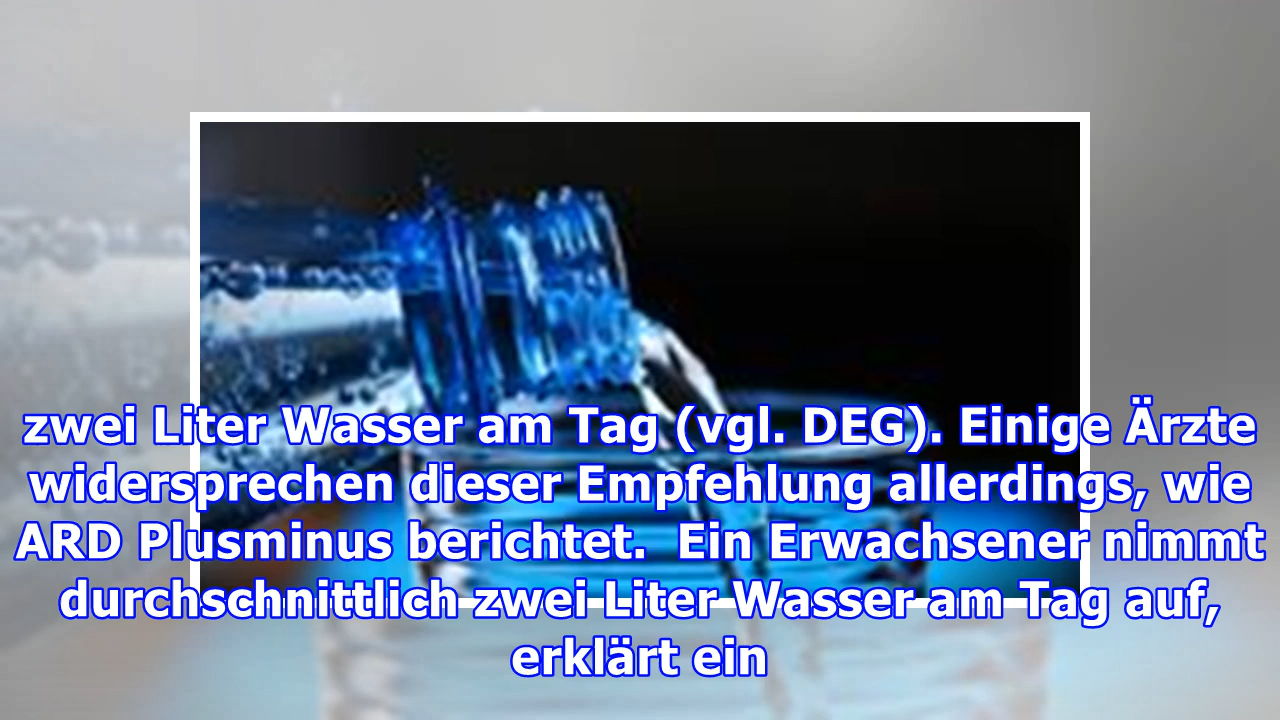 zwei Liter Wasser am Tag (vgl. DEG). Einige Ärzte
widersprechen dieser Empfehlung allerdings, wie
ARD Plusminus berichtet.  Ein Erwachsener nimmt
durchschnittlich zwei Liter Wasser am Tag auf,
erklärt ein